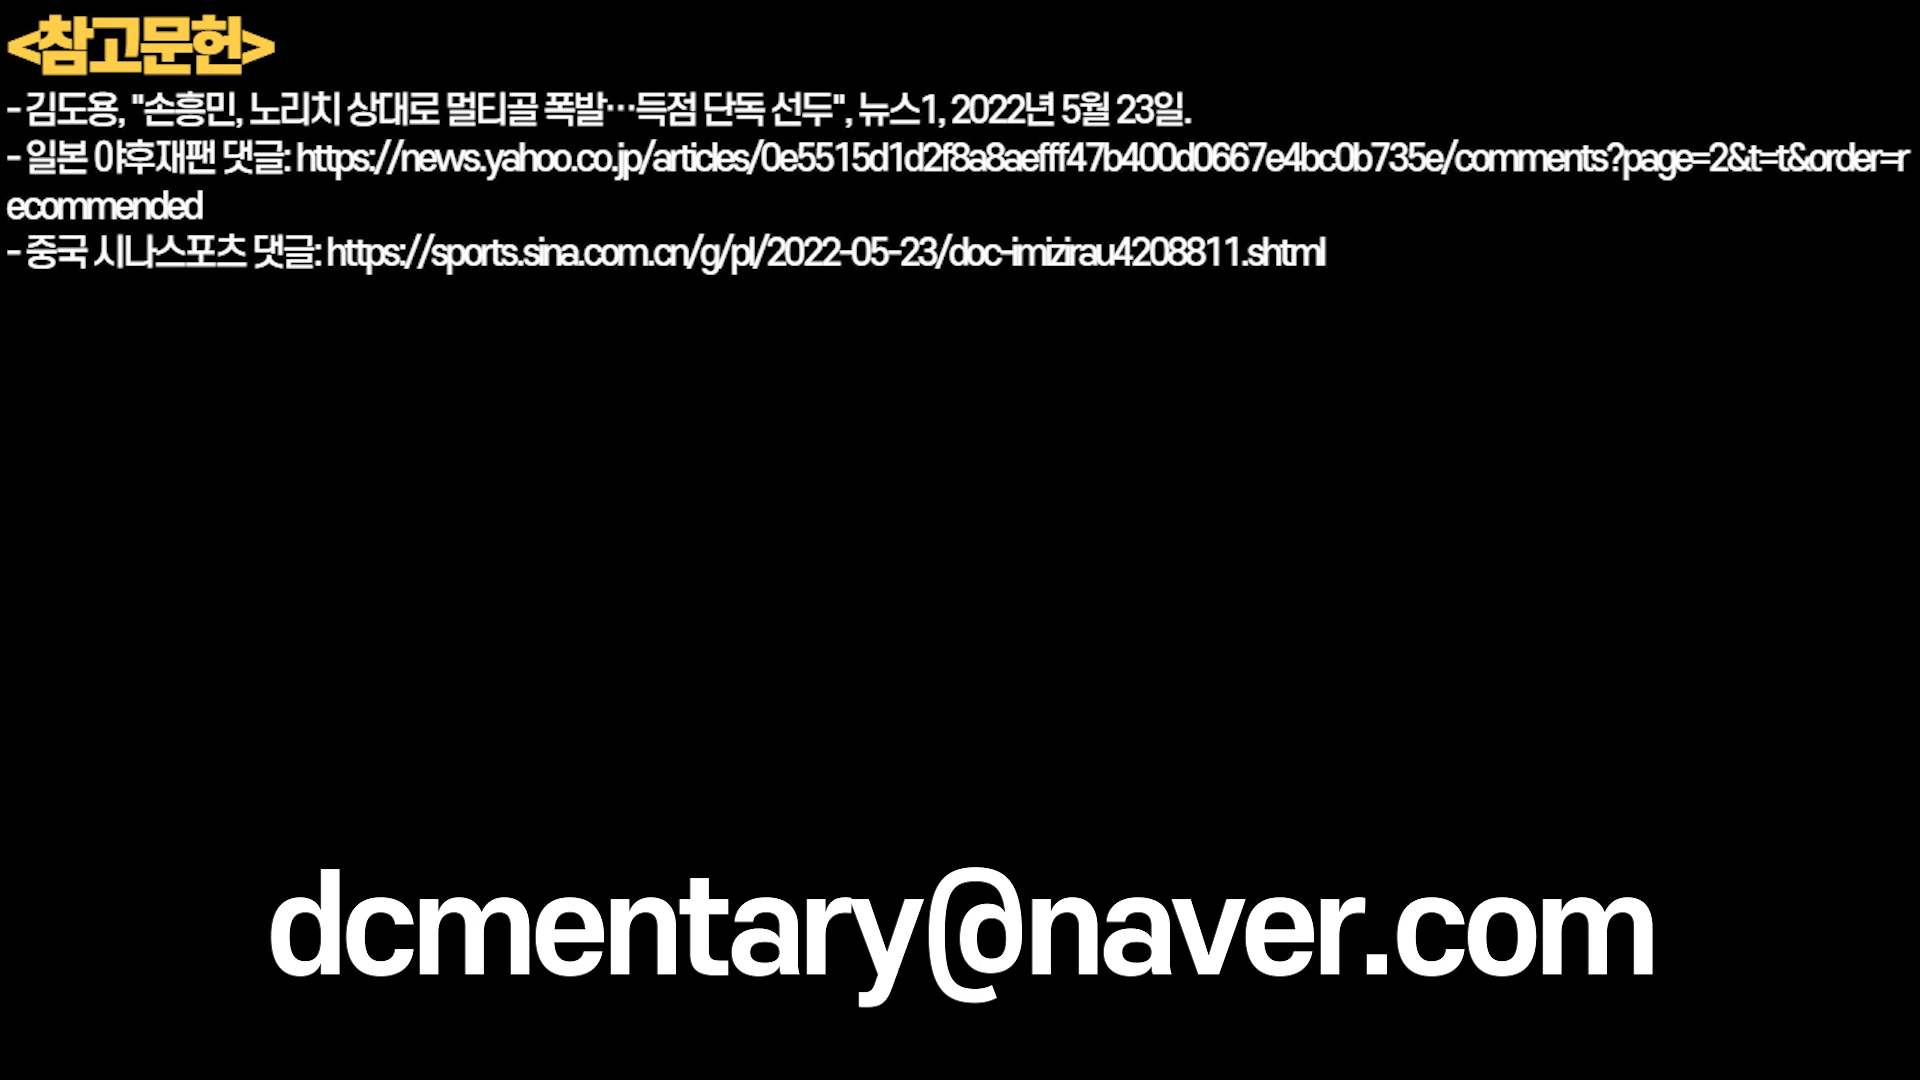 <참고문헌>
- 김도용, "손흥민, 노리치 상대로 멀티골 폭발…득점 단독 선두", 뉴스1, 2022년 5월 23일.
- 일본 야후재팬 댓글: https://news.yahoo.co.jp/articles/0e5515d1d2f8a8aefff47b400d0667e4bc0b735e/comments?page=2&t=t&order=r
ecommended
- 중국 시나스포츠 댓글: https://sports.sina.com.cn/g/pl/2022-05-23/doc-imizirau4208811.shtml
dcmentary@naver.com